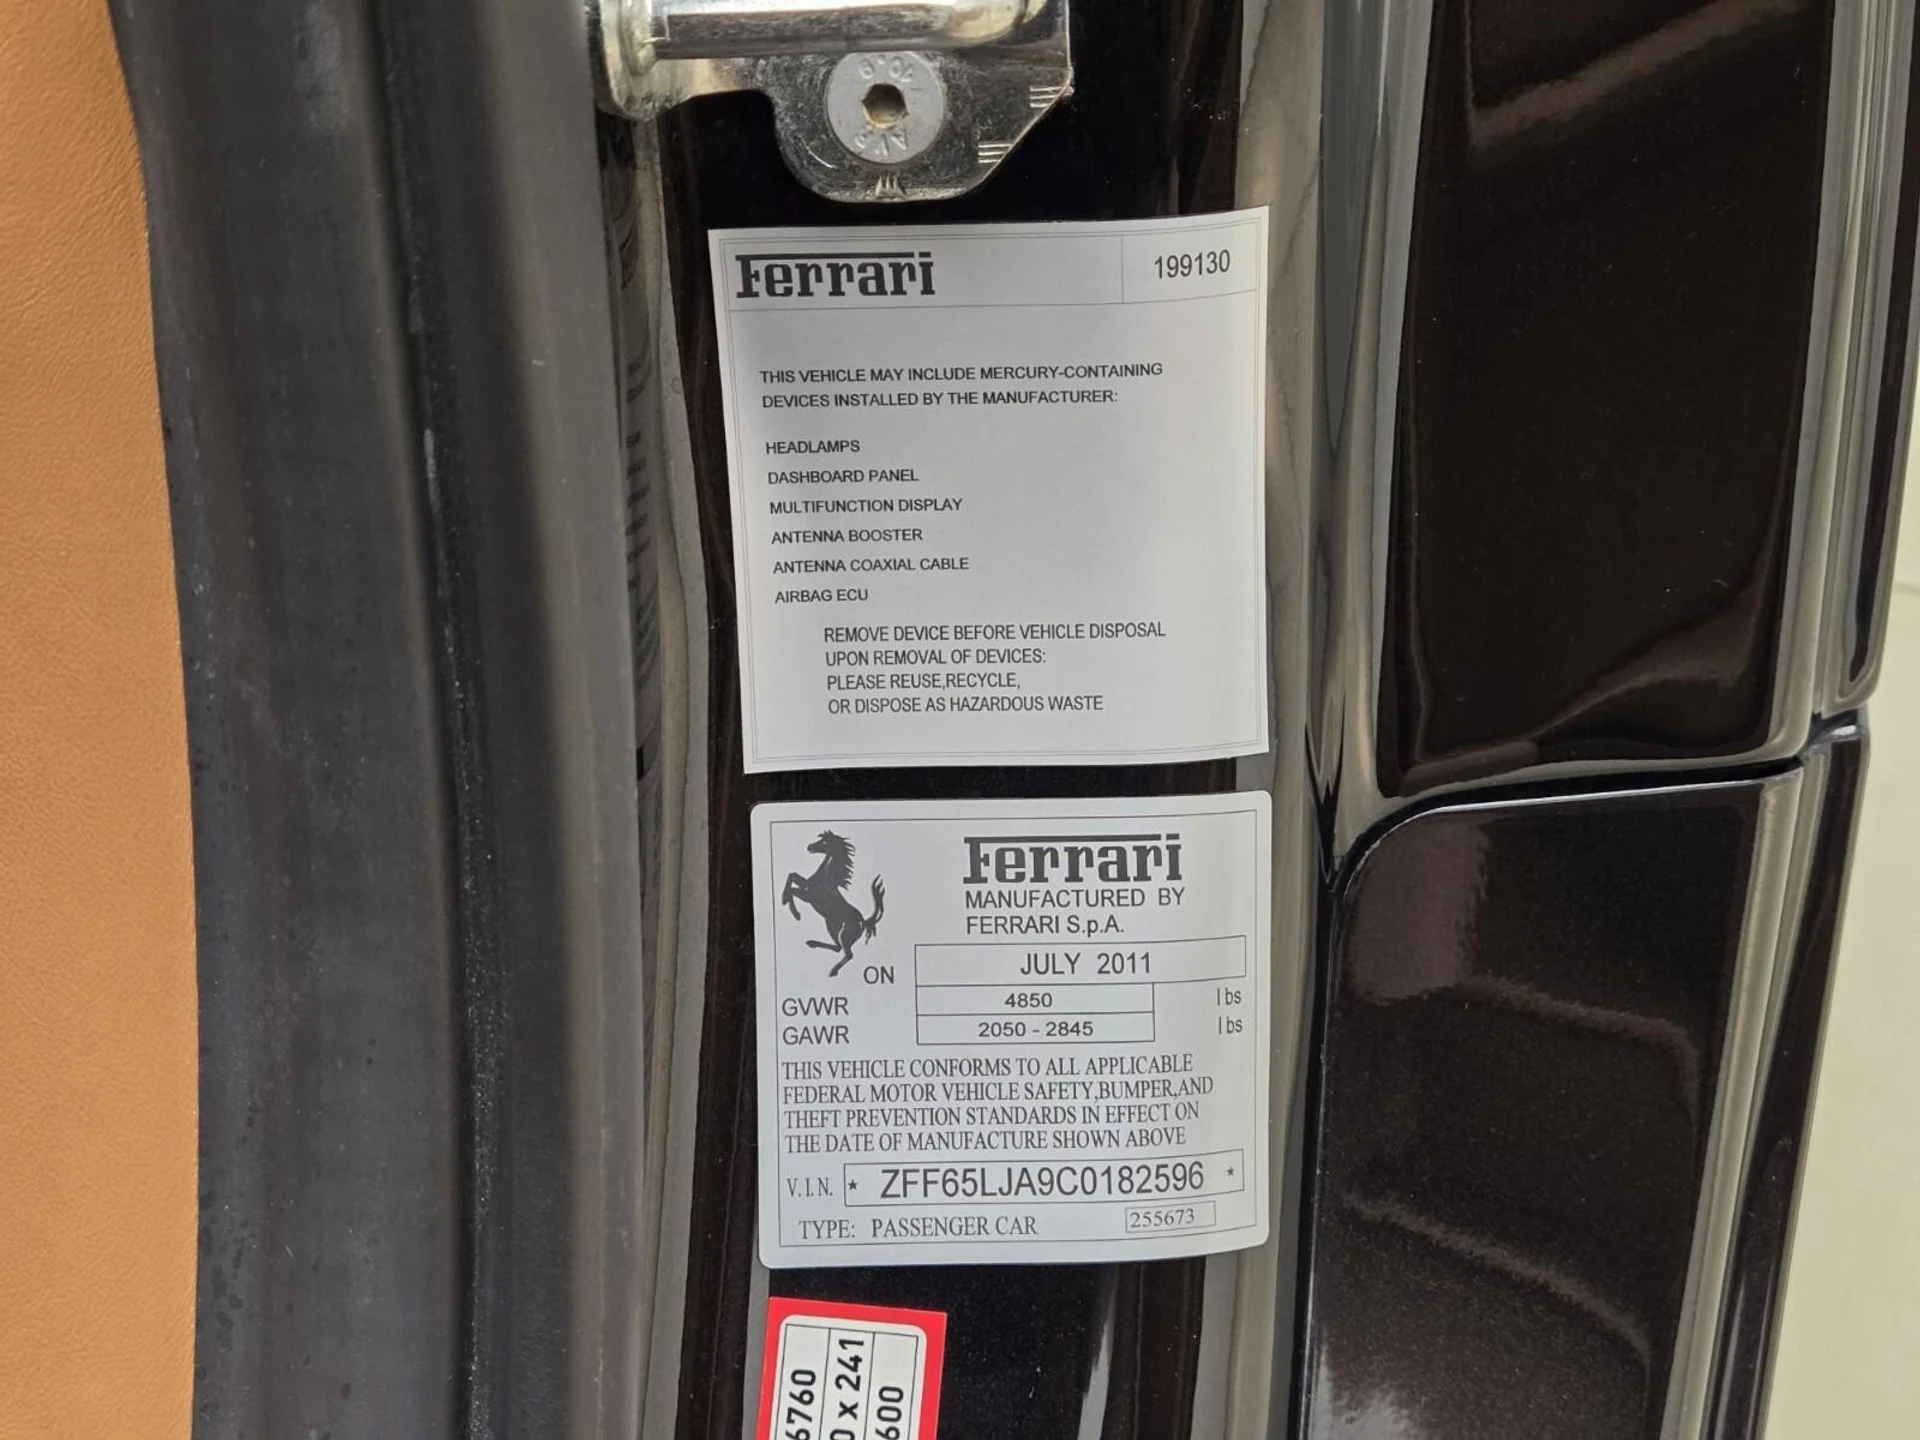 Ferrari
199130
THIS VEHICLE MAY INCLUDE MERCURY-CONTAINING
DEVICES INSTALLED BY THE MANUFACTURER:
HEADLAMPS
DASHBOARD PANEL
MULTIFUNCTION DISPLAY
ANTENNA BOOSTER
ANTENNA COAXIAL CABLE
AIRBAG ECU
REMOVE DEVICE BEFORE VEHICLE DISPOSAL
UPON REMOVAL OF DEVICES:
PLEASE REUSE,RECYCLE,
OR DISPOSE AS HAZARDOUS WASTE
Ferrari
MANUFACTURED BY
FERRARI S.p.A.
ON JULY 2011
GVWR 4850 lbs
GAWR 2050 - 2845 lbs
THIS VEHICLE CONFORMS TO ALL APPLICABLE
FEDERAL MOTOR VEHICLE SAFETY,BUMPER,AND
THEFT PREVENTION STANDARDS IN EFFECT ON
THE DATE OF MANUFACTURE SHOWN ABOVE
V.I.N. * ZFF65LJA9C0182596 *
TYPE: PASSENGER CAR 255673
6760
0 x 241
600